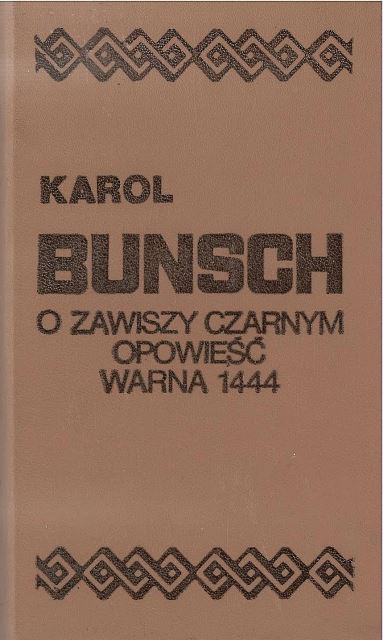 KAROL
BUNSCH
O ZAWISZY CZARNYM
OPOWIEŚĆ
WARNA 1444